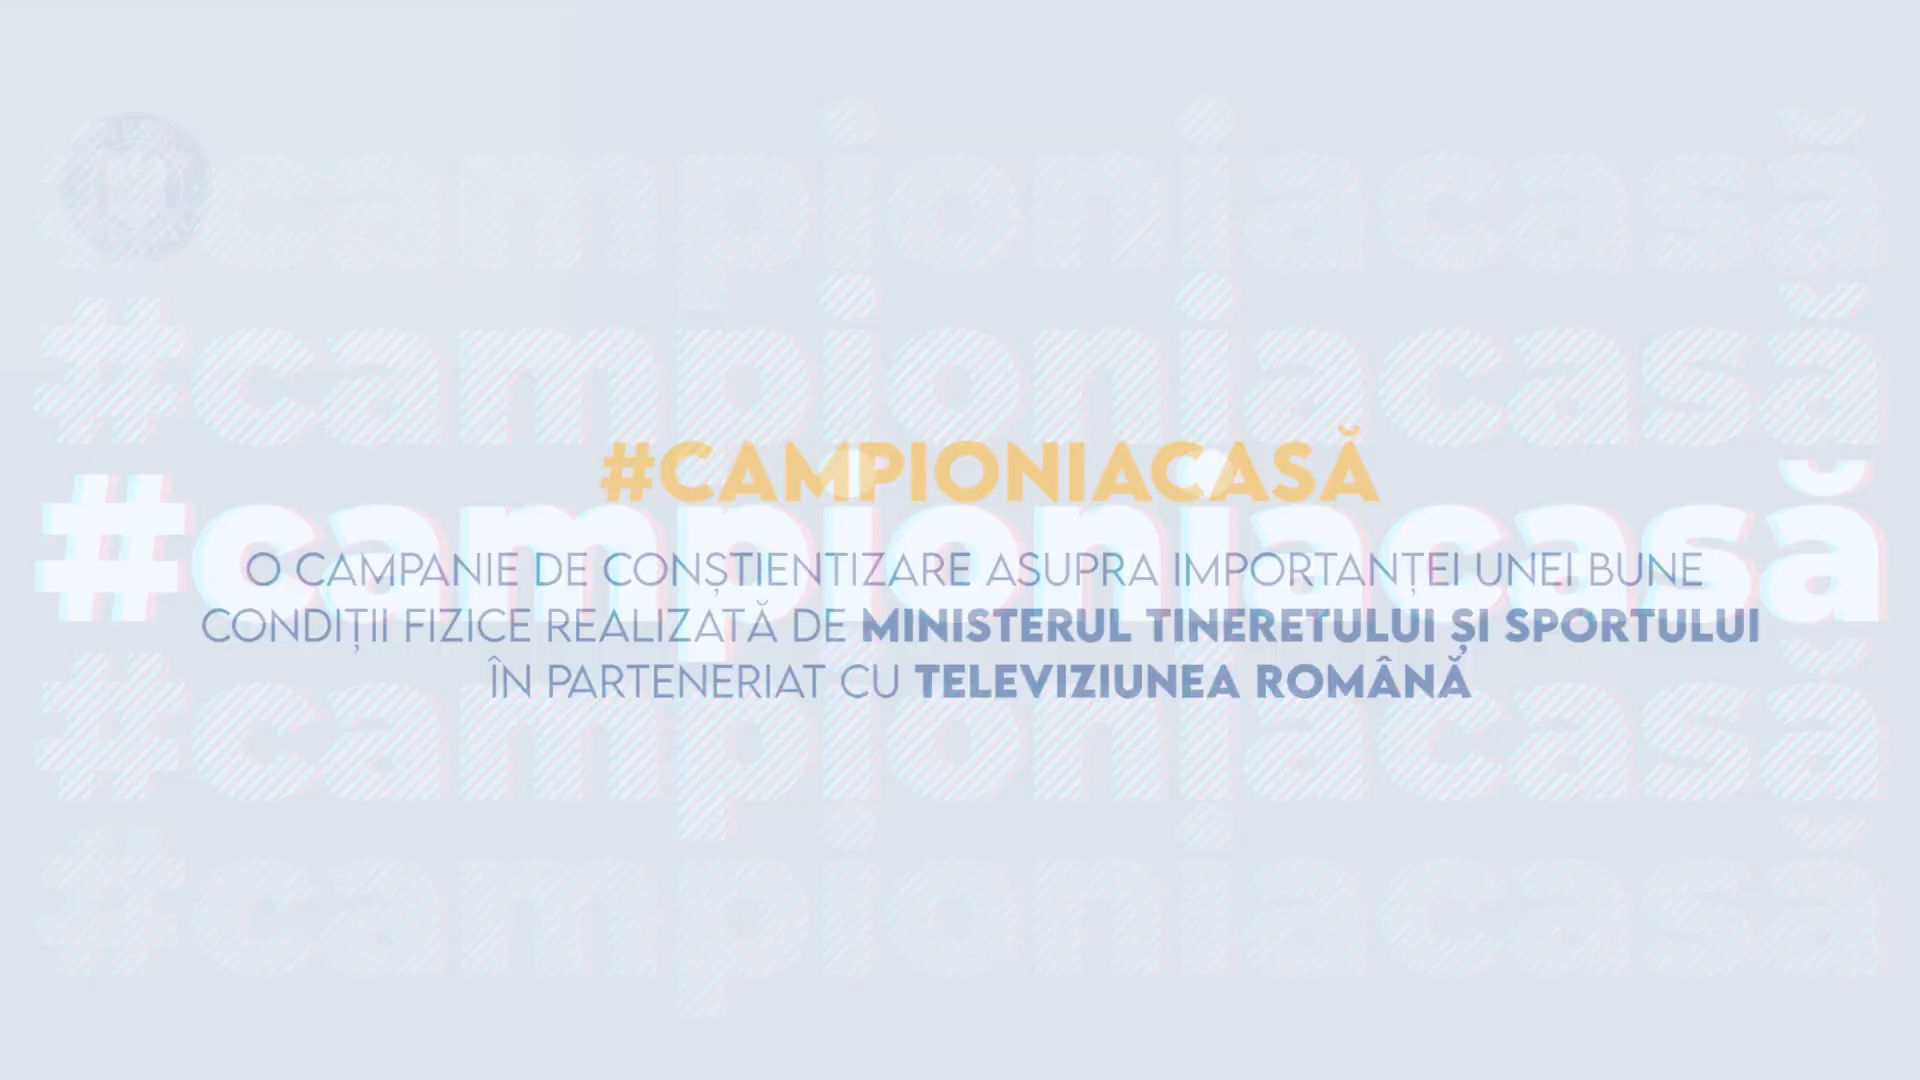 #campioniacasă
#campioniacasă
#CAMPIONIACASĂ
#campioniacasă
O CAMPANIE DE CONȘTIENTIZARE ASUPRA IMPORTANȚEI UNEI BUNE
CONDIȚII FIZICE REALIZATĂ DE MINISTERUL TINERETULUI ȘI SPORTULUI
ÎN PARTENERIAT CU TELEVIZIUNEA ROMÂNĂ
#campioniacasă
#campioniacasă